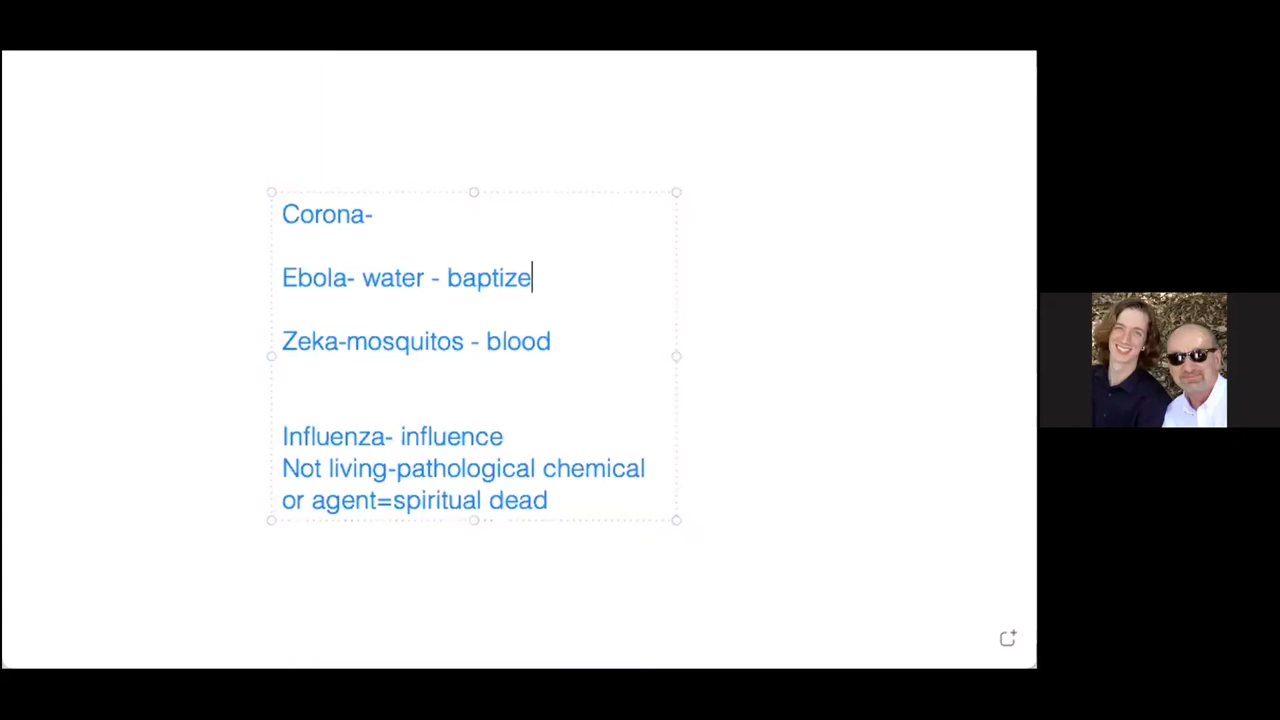 Corona-
Ebola- water - baptize
Zeka-mosquitos - blood
Influenza- influence
Not living-pathological chemical
or agent=spiritual dead